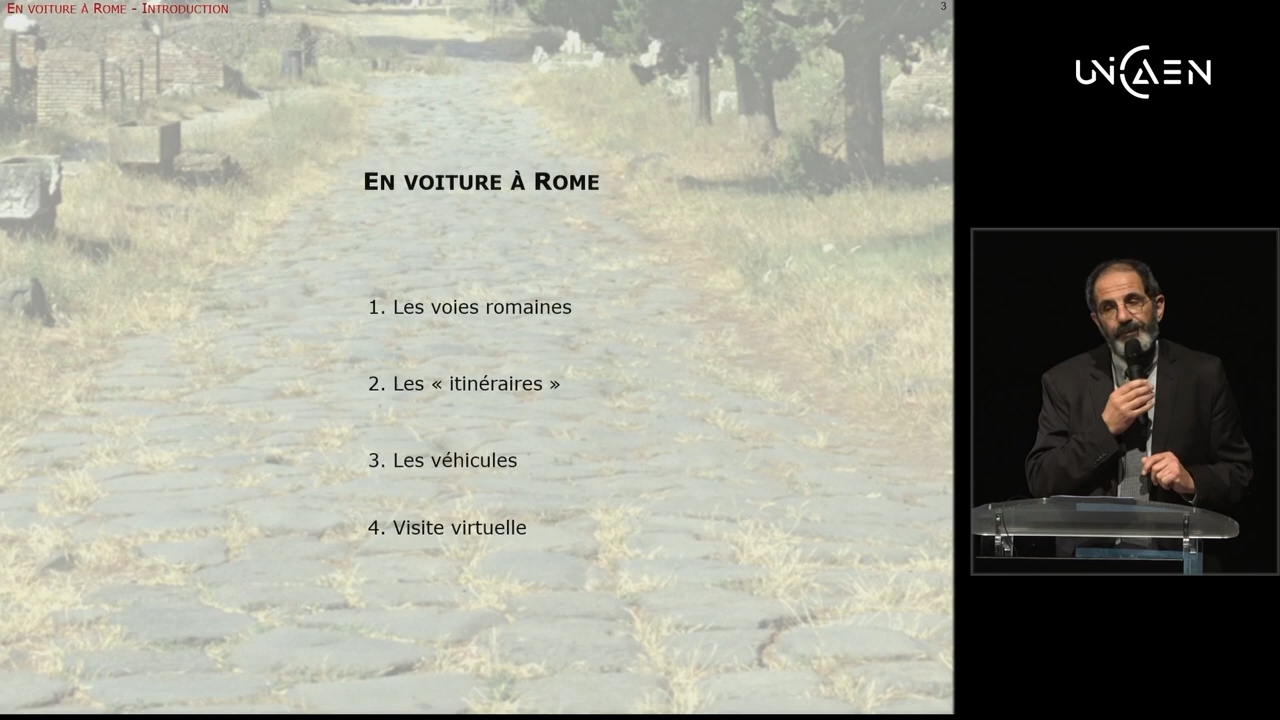 En voiture à Rome - Introduction
3
En voiture à Rome
1. Les voies romaines
2. Les « itinéraires »
3. Les véhicules
4. Visite virtuelle
UNICAEN